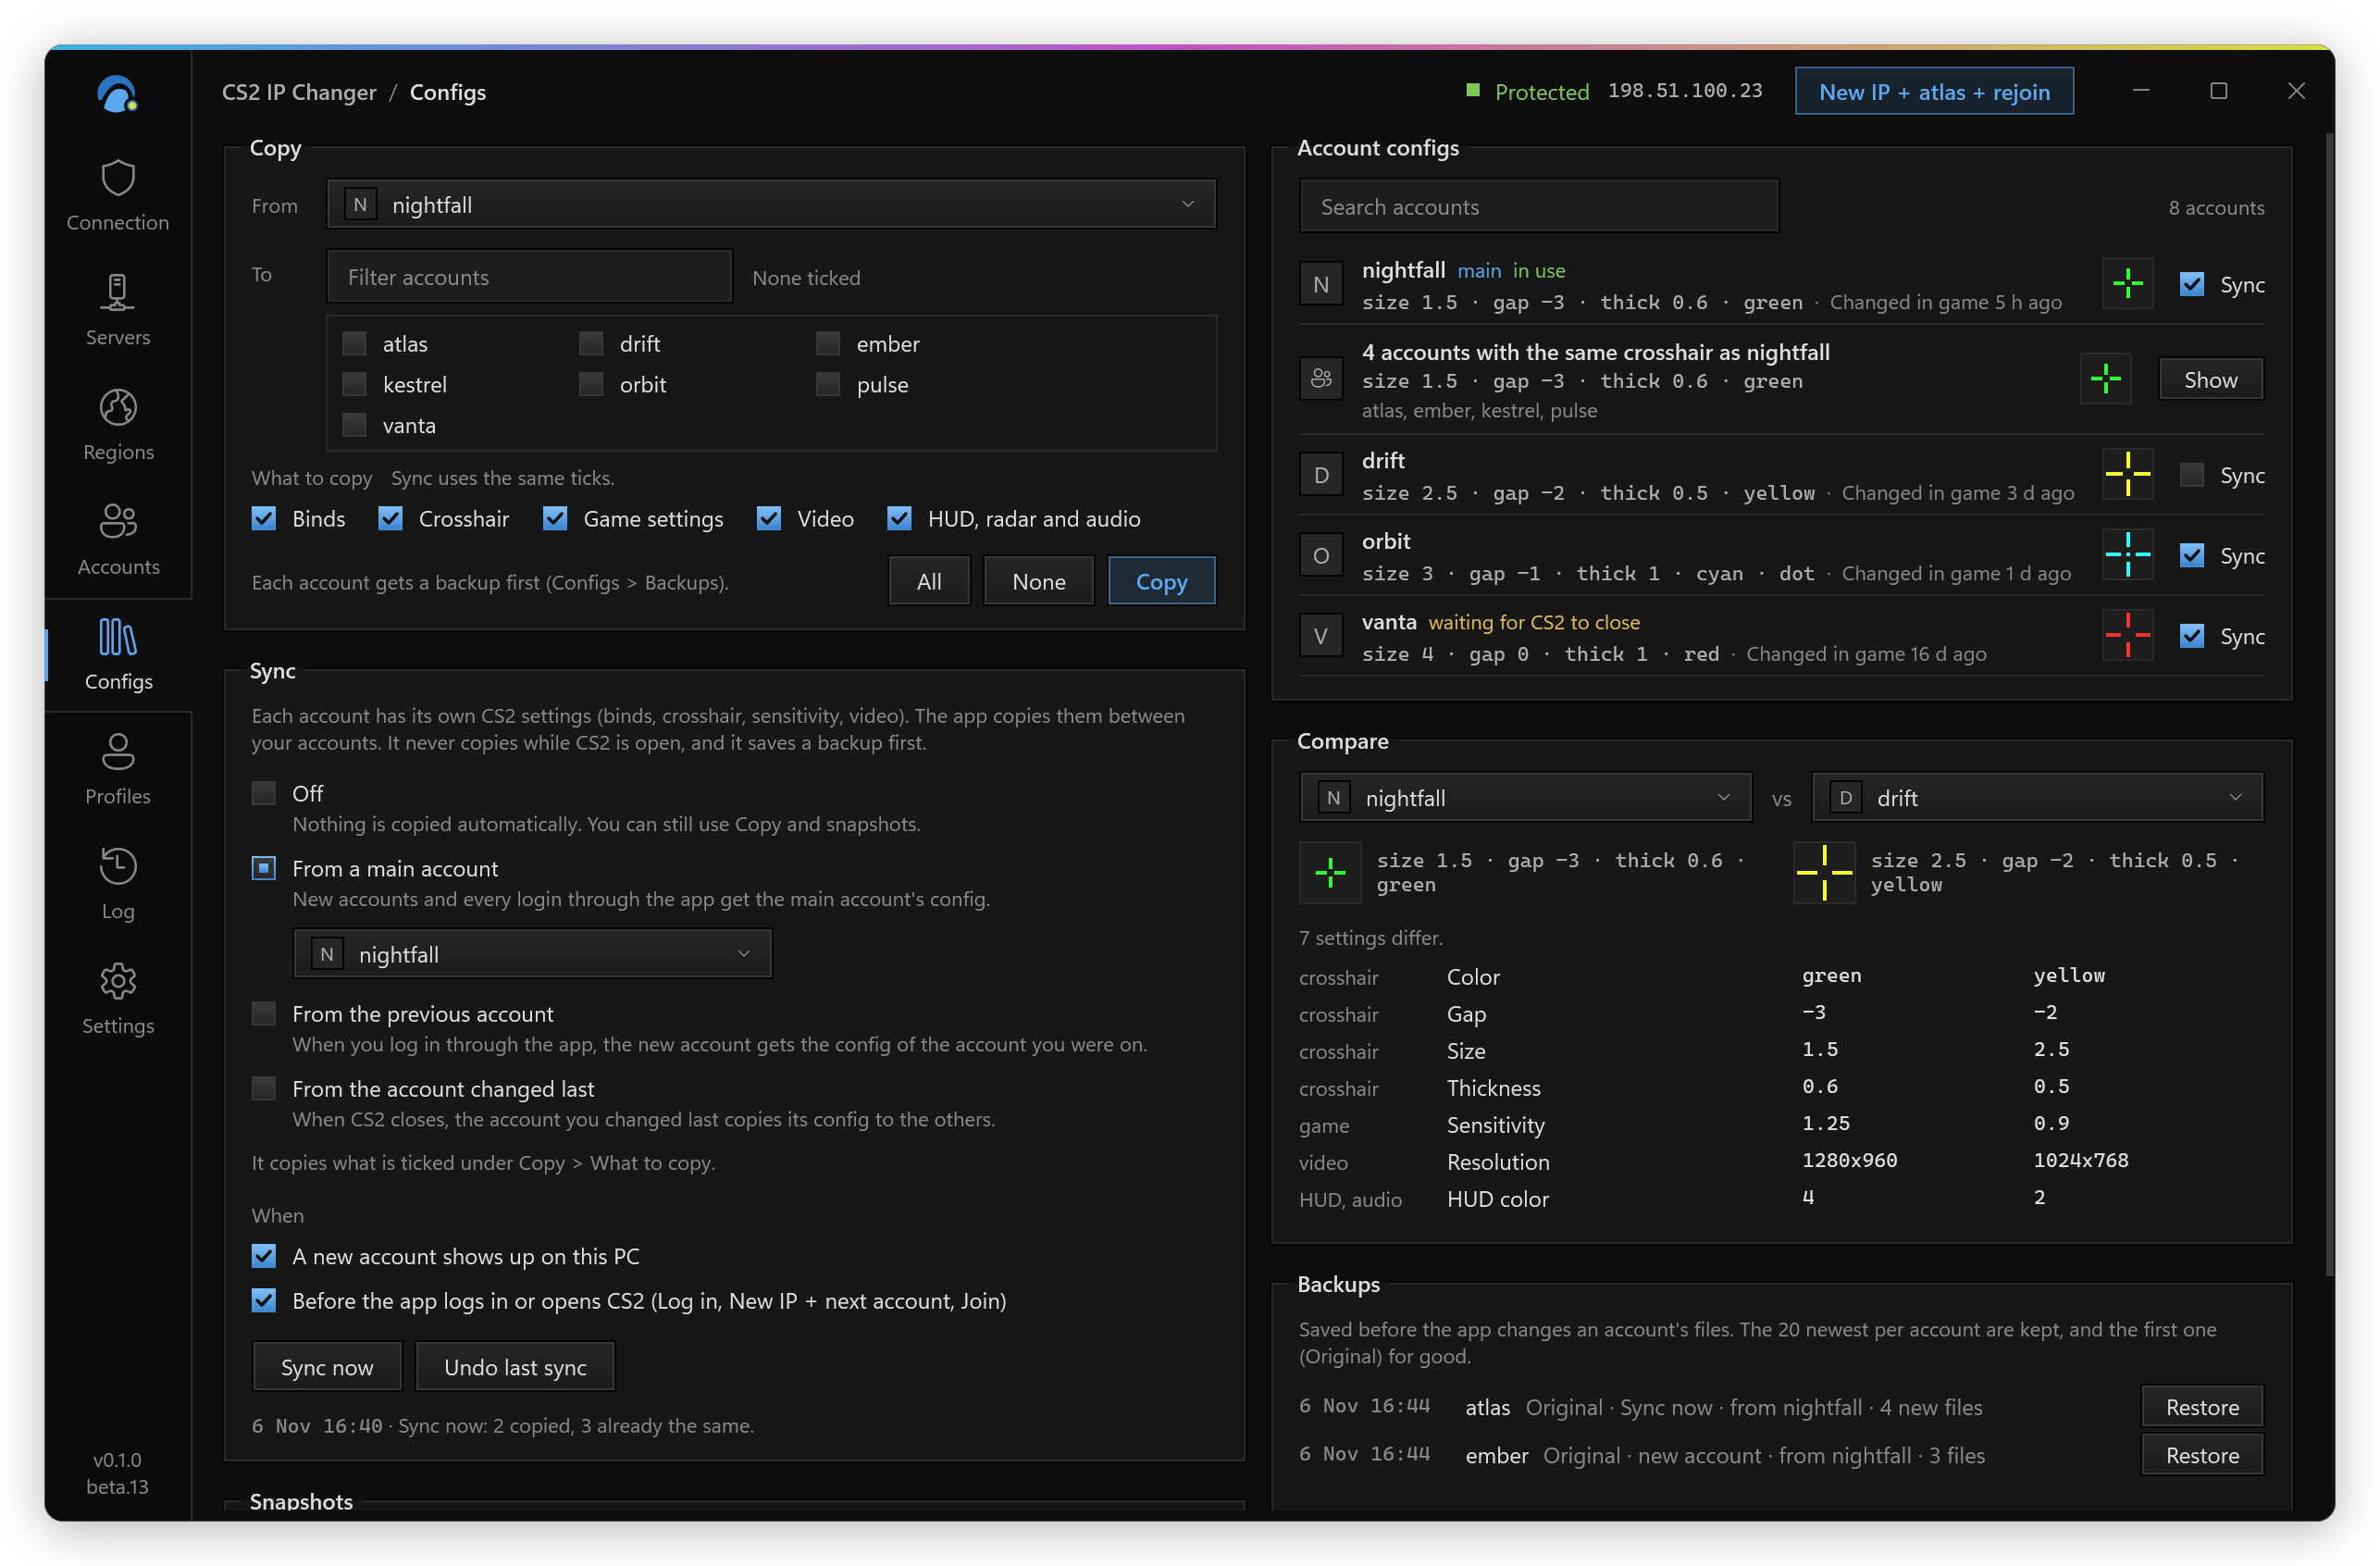 CS2 IP Changer / Configs
Protected 198.51.100.23
New IP + atlas + rejoin
Connection
Servers
Regions
Accounts
Configs
Profiles
Log
Settings
v0.1.0
beta.13
Copy
From
N nightfall
To
Filter accounts
None ticked
atlas drift ember
kestrel orbit pulse
vanta
What to copy Sync uses the same ticks.
Binds Crosshair Game settings Video HUD, radar and audio
Each account gets a backup first (Configs > Backups).
All None Copy
Sync
Each account has its own CS2 settings (binds, crosshair, sensitivity, video). The app copies them between
your accounts. It never copies while CS2 is open, and it saves a backup first.
Off
Nothing is copied automatically. You can still use Copy and snapshots.
From a main account
New accounts and every login through the app get the main account's config.
N nightfall
From the previous account
When you log in through the app, the new account gets the config of the account you were on.
From the account changed last
When CS2 closes, the account you changed last copies its config to the others.
It copies what is ticked under Copy > What to copy.
When
A new account shows up on this PC
Before the app logs in or opens CS2 (Log in, New IP + next account, Join)
Sync now Undo last sync
6 Nov 16:40 · Sync now: 2 copied, 3 already the same.
Snapshots
Account configs
Search accounts
8 accounts
N
nightfall main in use
size 1.5 · gap −3 · thick 0.6 · green · Changed in game 5 h ago
Sync
4 accounts with the same crosshair as nightfall
size 1.5 · gap −3 · thick 0.6 · green
atlas, ember, kestrel, pulse
Show
D
drift
size 2.5 · gap −2 · thick 0.5 · yellow · Changed in game 3 d ago
Sync
O
orbit
size 3 · gap −1 · thick 1 · cyan · dot · Changed in game 1 d ago
Sync
V
vanta waiting for CS2 to close
size 4 · gap 0 · thick 1 · red · Changed in game 16 d ago
Sync
Compare
N nightfall vs D drift
size 1.5 · gap −3 · thick 0.6 ·
green
size 2.5 · gap −2 · thick 0.5 ·
yellow
7 settings differ.
crosshair Color green yellow
crosshair Gap −3 −2
crosshair Size 1.5 2.5
crosshair Thickness 0.6 0.5
game Sensitivity 1.25 0.9
video Resolution 1280x960 1024x768
HUD, audio HUD color 4 2
Backups
Saved before the app changes an account's files. The 20 newest per account are kept, and the first one
(Original) for good.
6 Nov 16:44 atlas Original · Sync now · from nightfall · 4 new files Restore
6 Nov 16:44 ember Original · new account · from nightfall · 3 files Restore